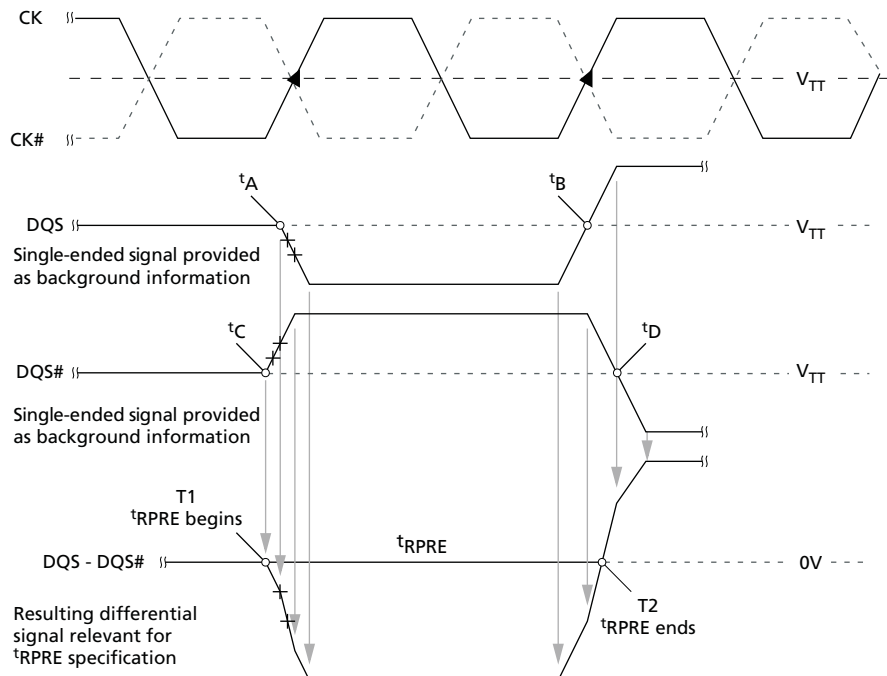 CK
V_TT
CK#
tA
tB
DQS
V_TT
Single-ended signal provided
as background information
tC
tD
DQS#
V_TT
Single-ended signal provided
as background information
T1
tRPRE begins
tRPRE
DQS - DQS#
0V
T2
tRPRE ends
Resulting differential
signal relevant for
tRPRE specification